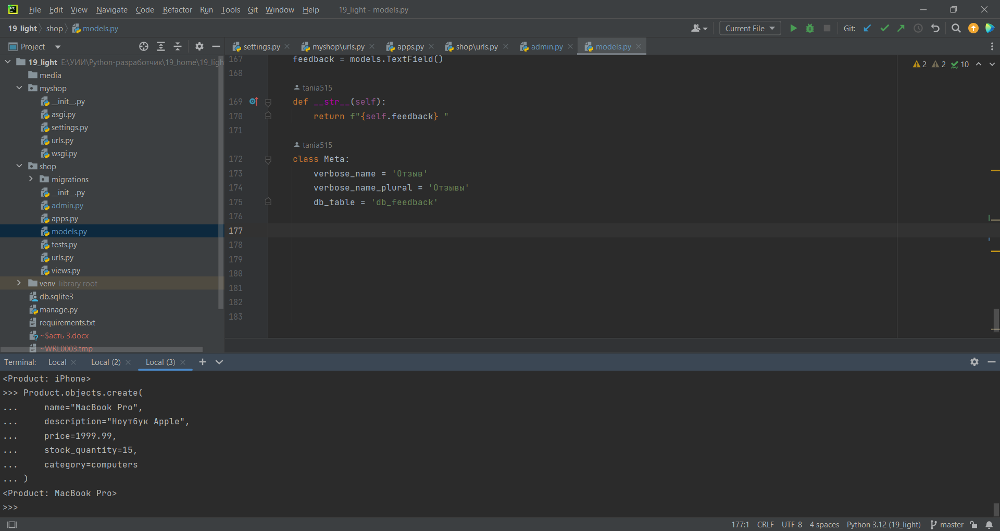 PC File Edit View Navigate Code Refactor Run Tools Git Window Help 19_light - models.py
19_light shop models.py Current File Git:
Project settings.py myshop\urls.py apps.py shop\urls.py admin.py models.py
19_light E:\УИИ\Python-разработчик\19_home\19_ligh
media
myshop
__init__.py
asgi.py
settings.py
urls.py
wsgi.py
shop
migrations
__init__.py
admin.py
apps.py
models.py
tests.py
urls.py
views.py
venv library root
db.sqlite3
manage.py
requirements.txt
~$асть 3.docx
~WRL0003.tmp
2 2 10
167 feedback = models.TextField()
168
tania515
169 def __str__(self):
170 return f"{self.feedback} "
171
tania515
172 class Meta:
173 verbose_name = 'Отзыв'
174 verbose_name_plural = 'Отзывы'
175 db_table = 'db_feedback'
176
177
178
179
180
181
182
183
Terminal: Local Local (2) Local (3)
<Product: iPhone>
>>> Product.objects.create(
... name="MacBook Pro",
... description="Ноутбук Apple",
... price=1999.99,
... stock_quantity=15,
... category=computers
... )
<Product: MacBook Pro>
>>>
177:1 CRLF UTF-8 4 spaces Python 3.12 (19_light) master